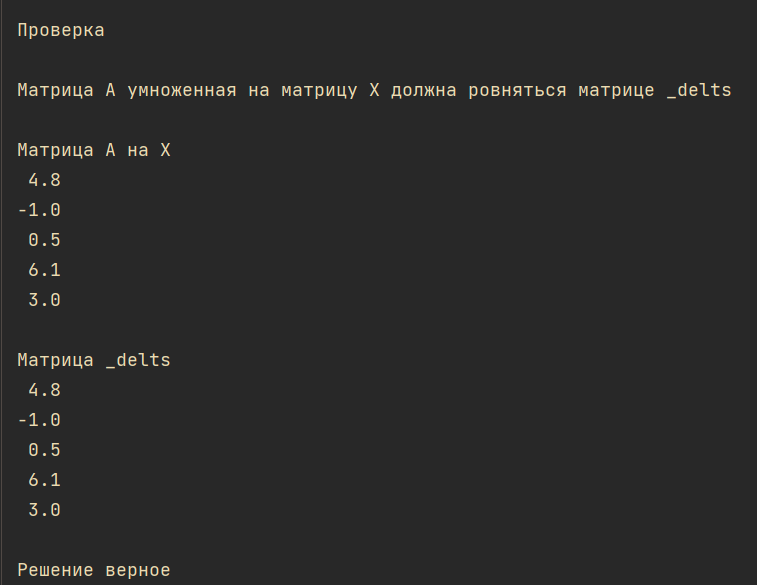 Проверка
Матрица А умноженная на матрицу X должна ровняться матрице _delts
Матрица А на X
4.8
-1.0
0.5
6.1
3.0
Матрица _delts
4.8
-1.0
0.5
6.1
3.0
Решение верное